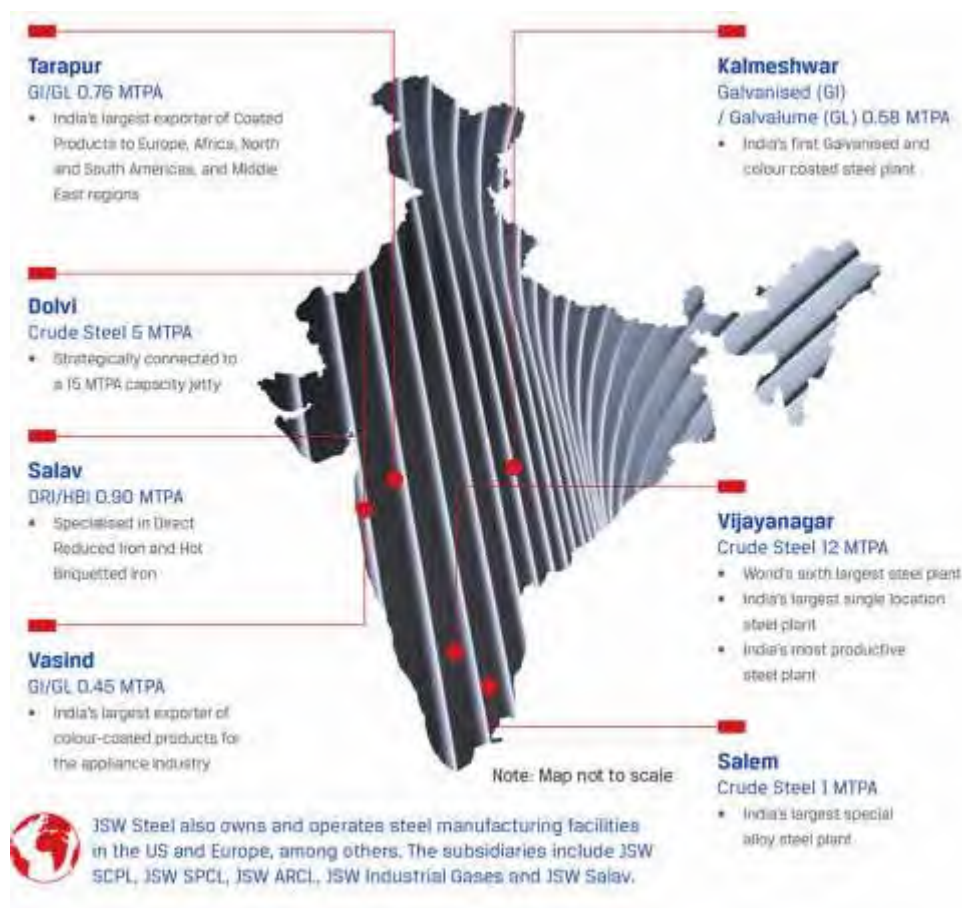 Tarapur
GI/GL 0.76 MTPA
• India's largest exporter of Coated
Products to Europe, Africa, North
and South Americas, and Middle
East regions
Dolvi
Crude Steel 5 MTPA
• Strategically connected to
a 15 MTPA capacity jetty
Salav
DRI/HBI 0.90 MTPA
• Specialised in Direct
Reduced Iron and Hot
Briquetted Iron
Vasind
GI/GL 0.45 MTPA
• India's largest exporter of
colour-coated products for
the appliance industry
Kalmeshwar
Galvanised (GI)
/ Galvalume (GL) 0.58 MTPA
• India's first Galvanised and
colour coated steel plant
Vijayanagar
Crude Steel 12 MTPA
• World's sixth largest steel plant
• India's largest single location
steel plant
• India's most productive
steel plant
Salem
Crude Steel 1 MTPA
• India's largest special
alloy steel plant
Note: Map not to scale
JSW Steel also owns and operates steel manufacturing facilities
in the US and Europe, among others. The subsidiaries include JSW
SCPL, JSW SPCL, JSW ARCL, JSW Industrial Gases and JSW Salav.